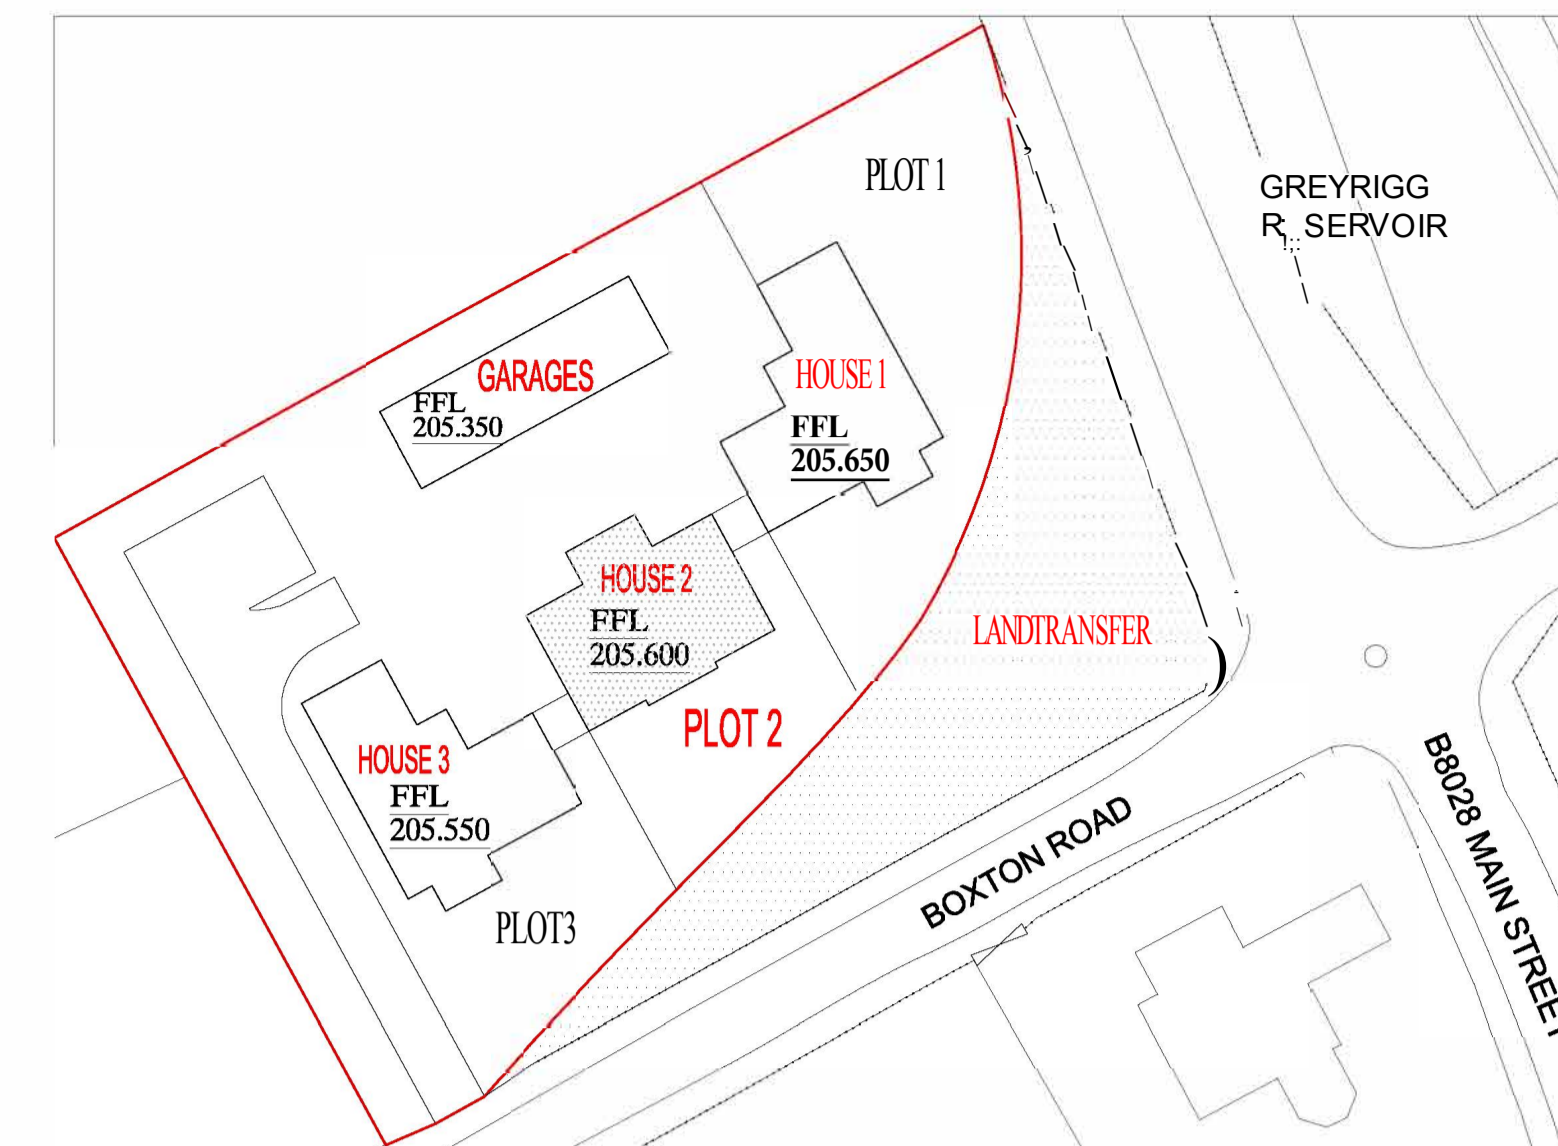 PLOT 1
GREYRIGG
R SERVOIR
GARAGES
FFL
205.350
HOUSE 1
FFL
205.650
HOUSE 2
FFL
205.600
LANDTRANSFER
PLOT 2
HOUSE 3
FFL
205.550
PLOT3
BOXTON ROAD
B8028 MAIN STREET